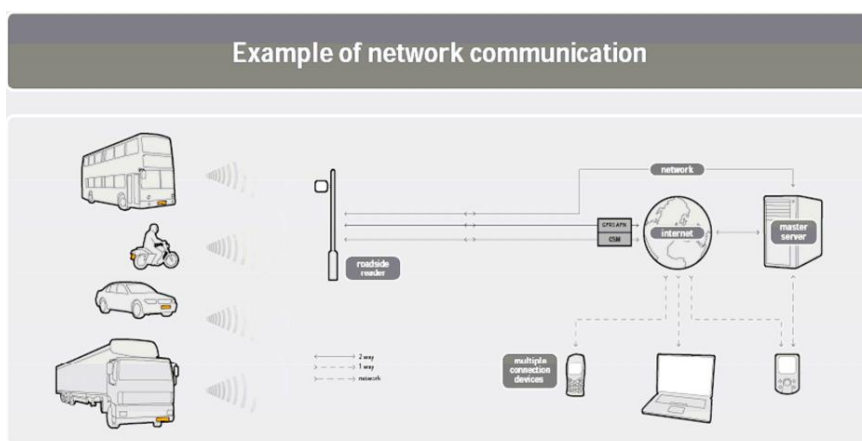 Example of network communication
network
GPRS APN
GSM
internet
master
server
roadside
reader
2 way
1 way
network
multiple
connection
devices